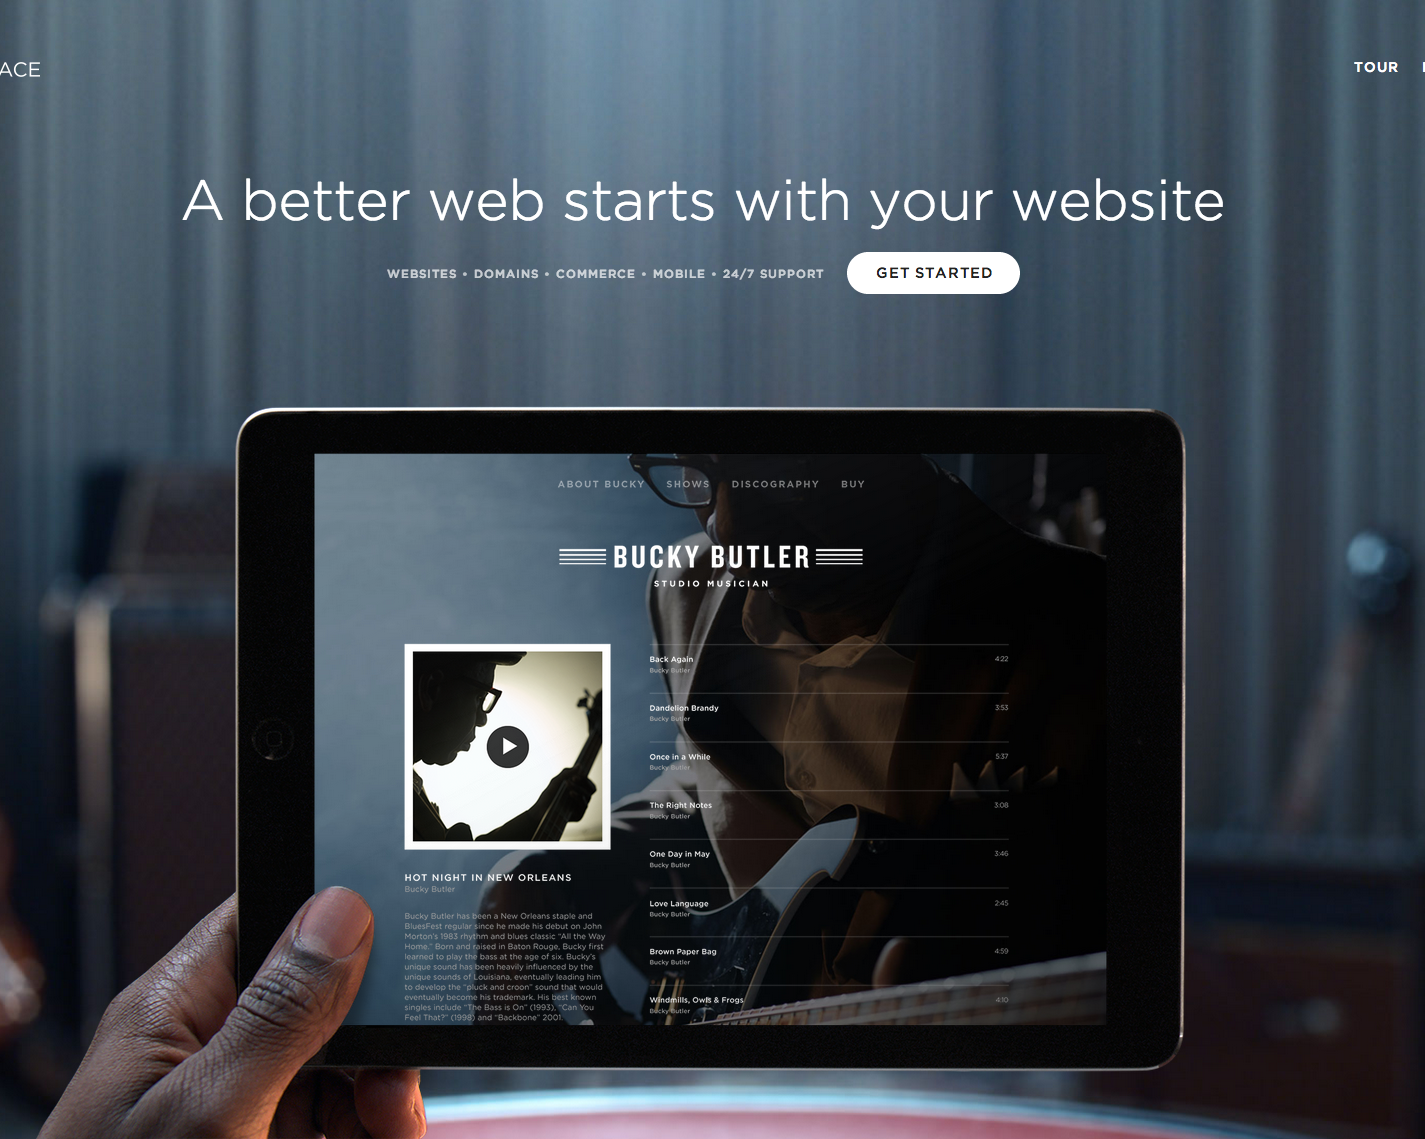 ACE
TOUR
A better web starts with your website
WEBSITES • DOMAINS • COMMERCE • MOBILE • 24/7 SUPPORT
GET STARTED
ABOUT BUCKY SHOWS DISCOGRAPHY BUY
BUCKY BUTLER
STUDIO MUSICIAN
HOT NIGHT IN NEW ORLEANS
Bucky Butler
Bucky Butler has been a New Orleans staple and
BluesFest regular since he made his debut on John
Morton's 1983 rhythm and blues classic "All the Way
Home." Born and raised in Baton Rouge, Bucky first
learned to play the bass at the age of six. Bucky's
unique sound has been heavily influenced by the
unique sounds of Louisiana, eventually leading him
to develop the "pluck and croon" sound that would
eventually become his trademark. His best known
singles include "The Bass is On" (1993), "Can You
Feel That?" (1998) and "Backbone" 2001.
Back Again 4:22
Bucky Butler
Dandelion Brandy 3:53
Bucky Butler
Once in a While 5:37
Bucky Butler
The Right Notes 3:08
Bucky Butler
One Day in May 3:46
Bucky Butler
Love Language 2:45
Bucky Butler
Brown Paper Bag 4:59
Bucky Butler
Windmills, Owls & Frogs 4:10
Bucky Butler